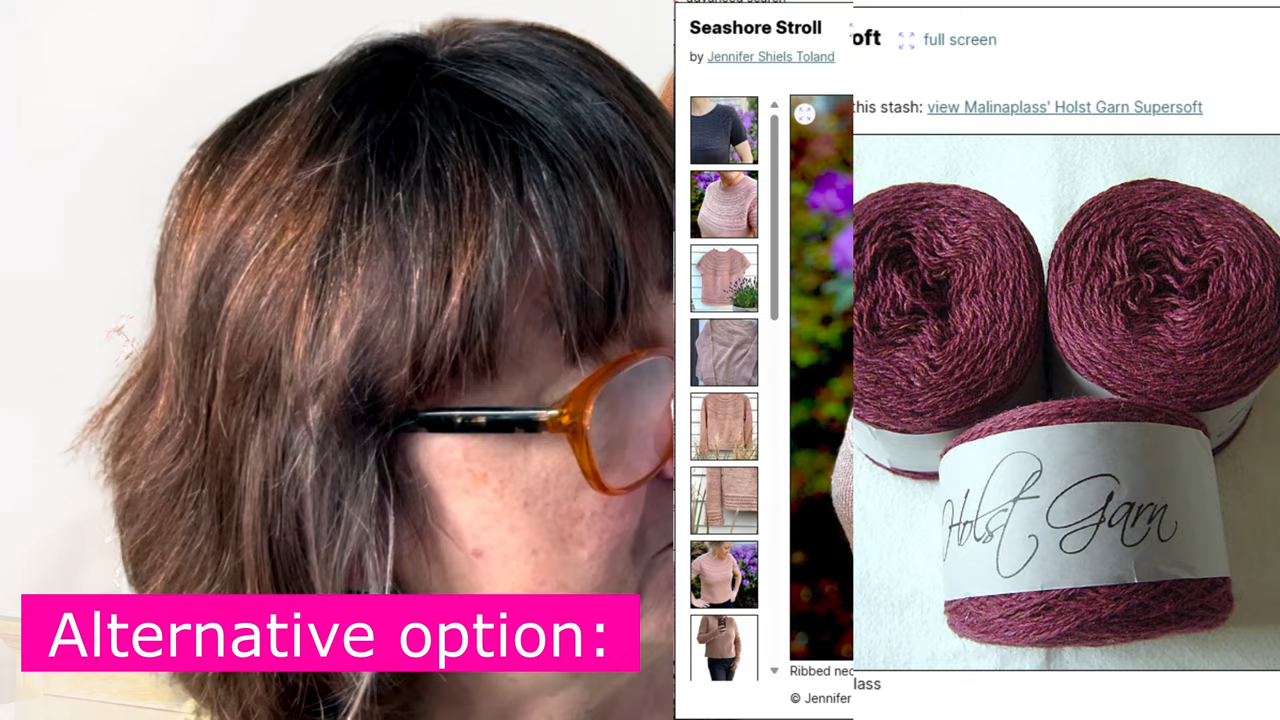 Seashore Stroll
by Jennifer Shiels Toland
oft
full screen
this stash: view Malinaplass' Holst Garn Supersoft
Holst Garn
Alternative option:
Ribbed nec
lass
© Jennifer